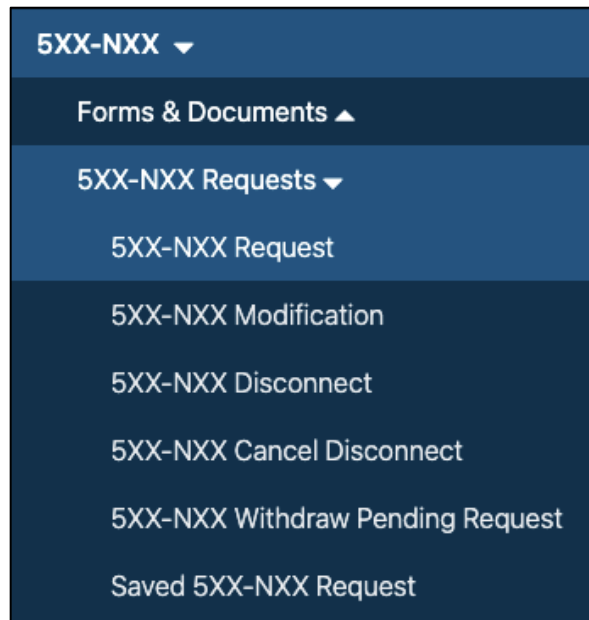 5XX-NXX
Forms & Documents
5XX-NXX Requests
5XX-NXX Request
5XX-NXX Modification
5XX-NXX Disconnect
5XX-NXX Cancel Disconnect
5XX-NXX Withdraw Pending Request
Saved 5XX-NXX Request